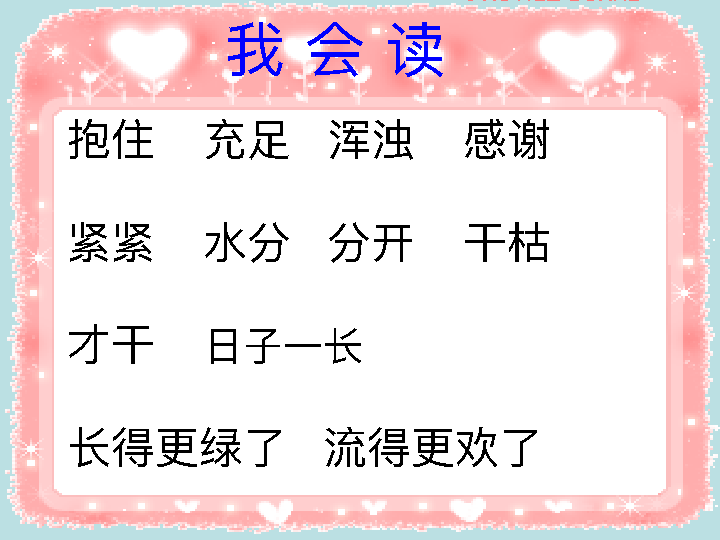 我会读
抱住 充足 浑浊 感谢
紧紧 水分 分开 干枯
才干 日子一长
长得更绿了 流得更欢了